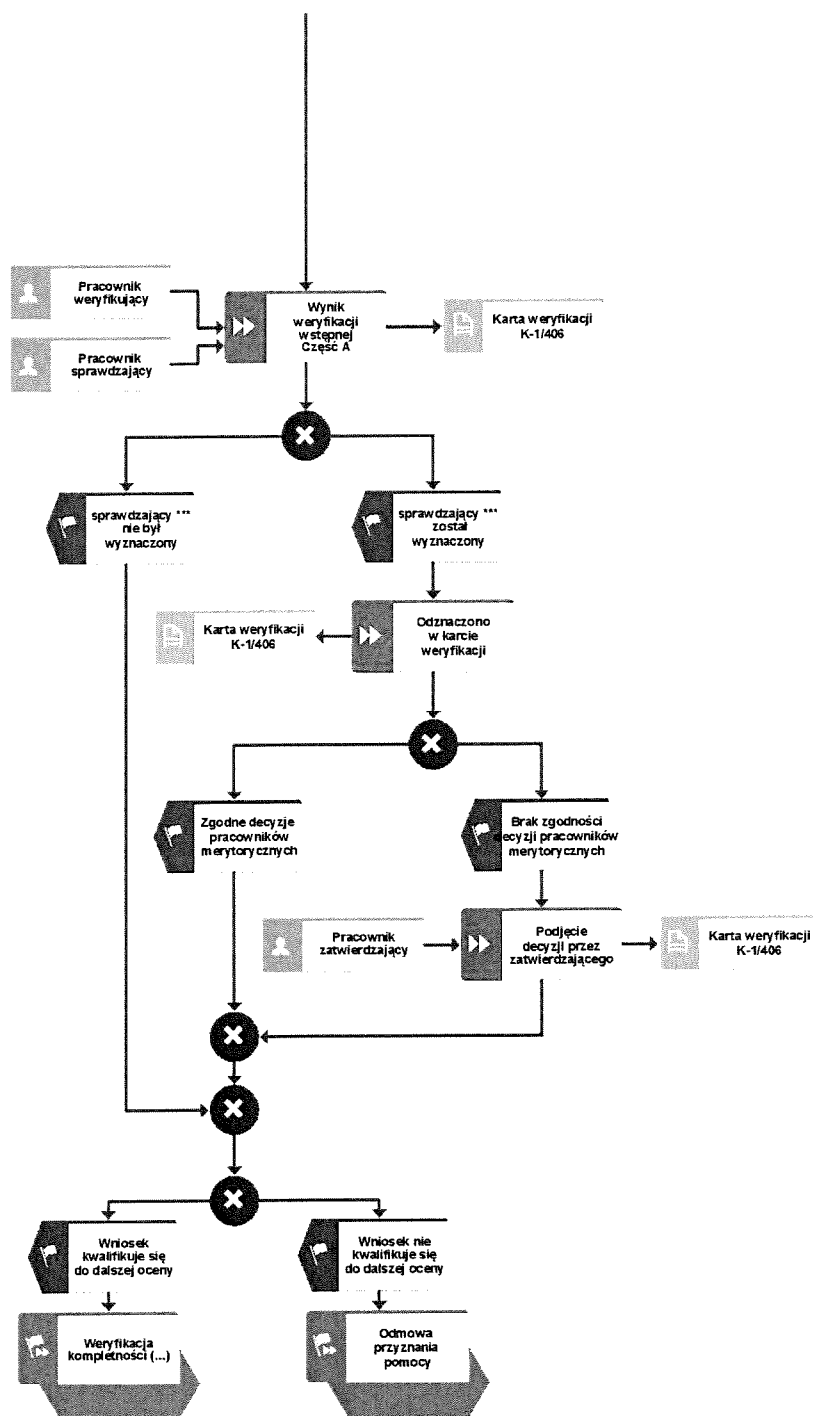 Pracownik
weryfikujący
Wynik
weryfikacji
wstępnej
Część A
Karta weryfikacji
K-1/406
Pracownik
sprawdzający
sprawdzający ***
nie był
wyznaczony
sprawdzający ***
został
wyznaczony
Karta weryfikacji
K-1/406
Odznaczono
w karcie
weryfikacji
Zgodne decyzje
pracowników
merytorycznych
Brak zgodności
decyzji pracowników
merytorycznych
Pracownik
zatwierdzający
Podjęcie
decyzji przez
zatwierdzającego
Karta weryfikacji
K-1/406
Wniosek
kwalifikuje się
do dalszej oceny
Wniosek nie
kwalifikuje się
do dalszej oceny
Weryfikacja
kompletności (...)
Odmowa
przyznania
pomocy